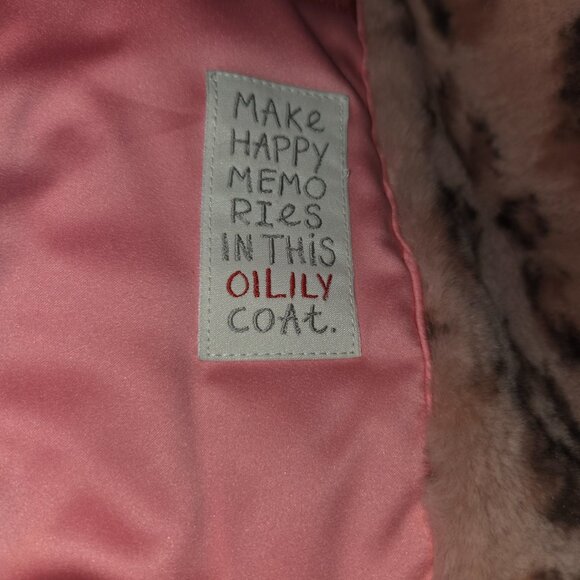 MAKe
HAPPY
MEMO
RIeS
IN THiS
OILILY
COAt.